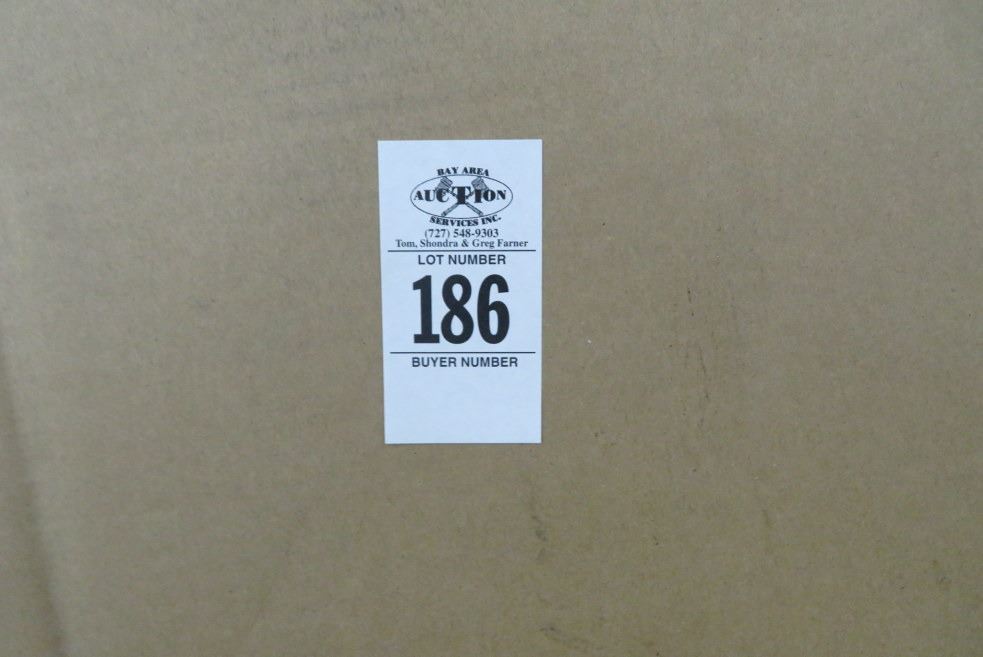 BAY AREA
AUCTION
SERVICES INC.
(727) 548-9303
Tom, Shondra & Greg Farner
LOT NUMBER
186
BUYER NUMBER